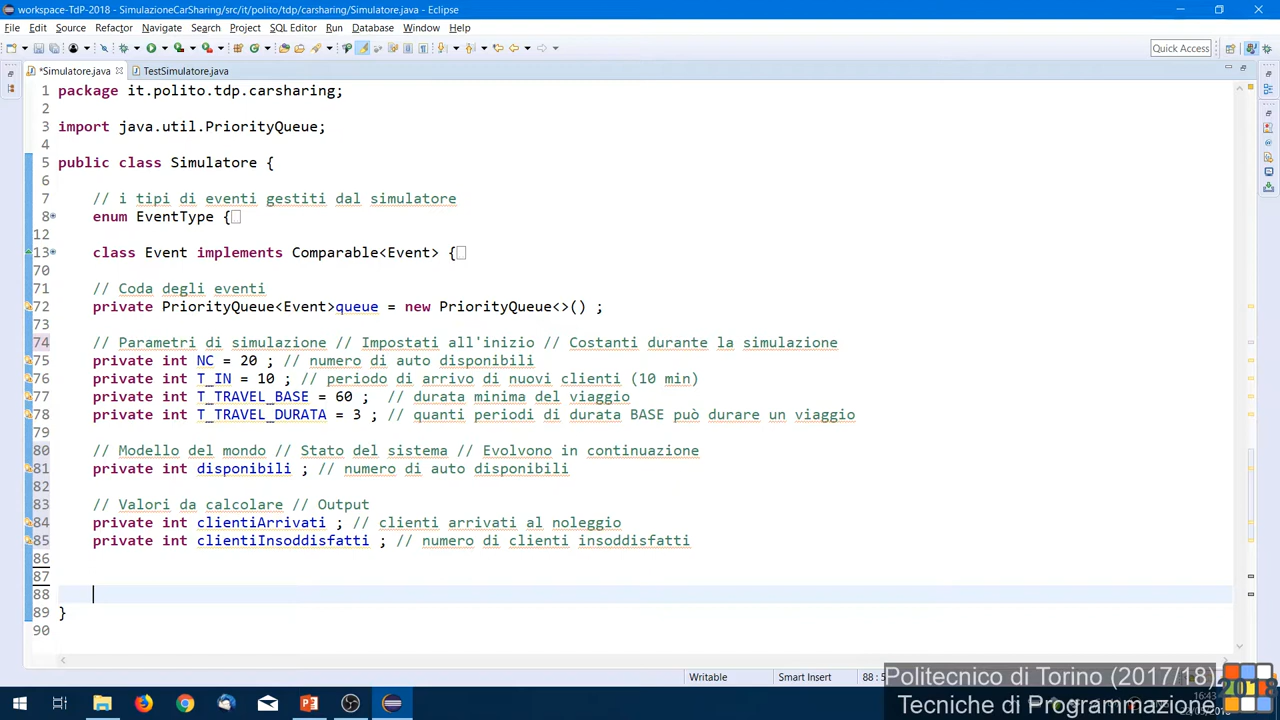 workspace-TdP-2018 - SimulazioneCarSharing/src/it/polito/tdp/carsharing/Simulatore.java - Eclipse
File Edit Source Refactor Navigate Search Project SQL Editor Run Database Window Help
Quick Access
*Simulatore.java TestSimulatore.java
1 package it.polito.tdp.carsharing;
2
3 import java.util.PriorityQueue;
4
5 public class Simulatore {
6
7 // i tipi di eventi gestiti dal simulatore
8 enum EventType {
12
13 class Event implements Comparable<Event> {
70
71 // Coda degli eventi
72 private PriorityQueue<Event>queue = new PriorityQueue<>() ;
73
74 // Parametri di simulazione // Impostati all'inizio // Costanti durante la simulazione
75 private int NC = 20 ; // numero di auto disponibili
76 private int T_IN = 10 ; // periodo di arrivo di nuovi clienti (10 min)
77 private int T_TRAVEL_BASE = 60 ; // durata minima del viaggio
78 private int T_TRAVEL_DURATA = 3 ; // quanti periodi di durata BASE può durare un viaggio
79
80 // Modello del mondo // Stato del sistema // Evolvono in continuazione
81 private int disponibili ; // numero di auto disponibili
82
83 // Valori da calcolare // Output
84 private int clientiArrivati ; // clienti arrivati al noleggio
85 private int clientiInsoddisfatti ; // numero di clienti insoddisfatti
86
87
88
89 }
90
Writable Smart Insert 88 : 5
Politecnico di Torino (2017/18)
Tecniche di Programmazione
2018
16:43